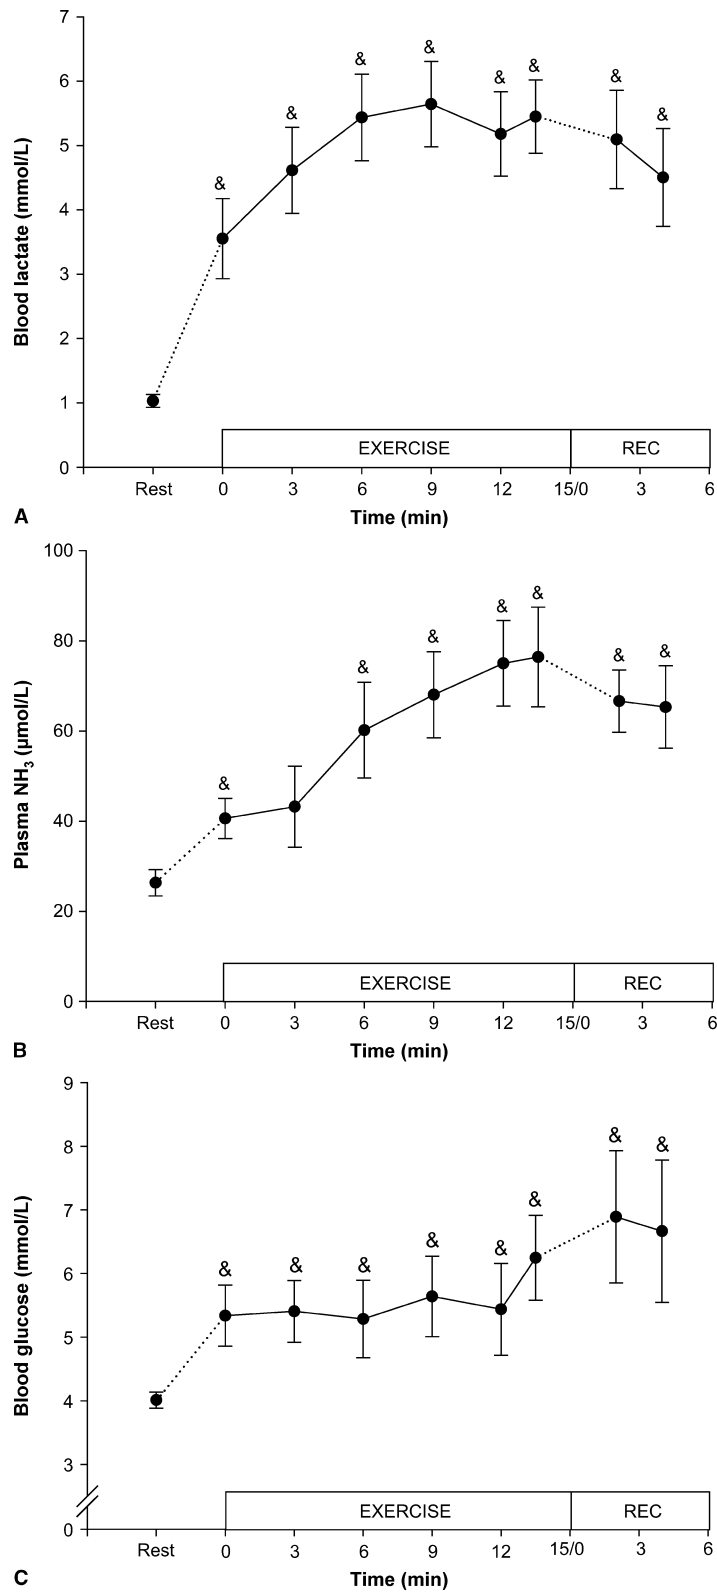 7
&
6
& & & & & &
5
&
4
3
2
1
EXERCISE REC
0
Rest 0 3 6 9 12 15/0 3 6
Blood lactate (mmol/L)
A Time (min)
100
&
80
& & & & &
60
&
40
20
EXERCISE REC
0
Rest 0 3 6 9 12 15/0 3 6
Plasma NH3 (µmol/L)
B Time (min)
9
8
& &
7
&
6
& & & & &
5
4
3
EXERCISE REC
0
Rest 0 3 6 9 12 15/0 3 6
Blood glucose (mmol/L)
C Time (min)